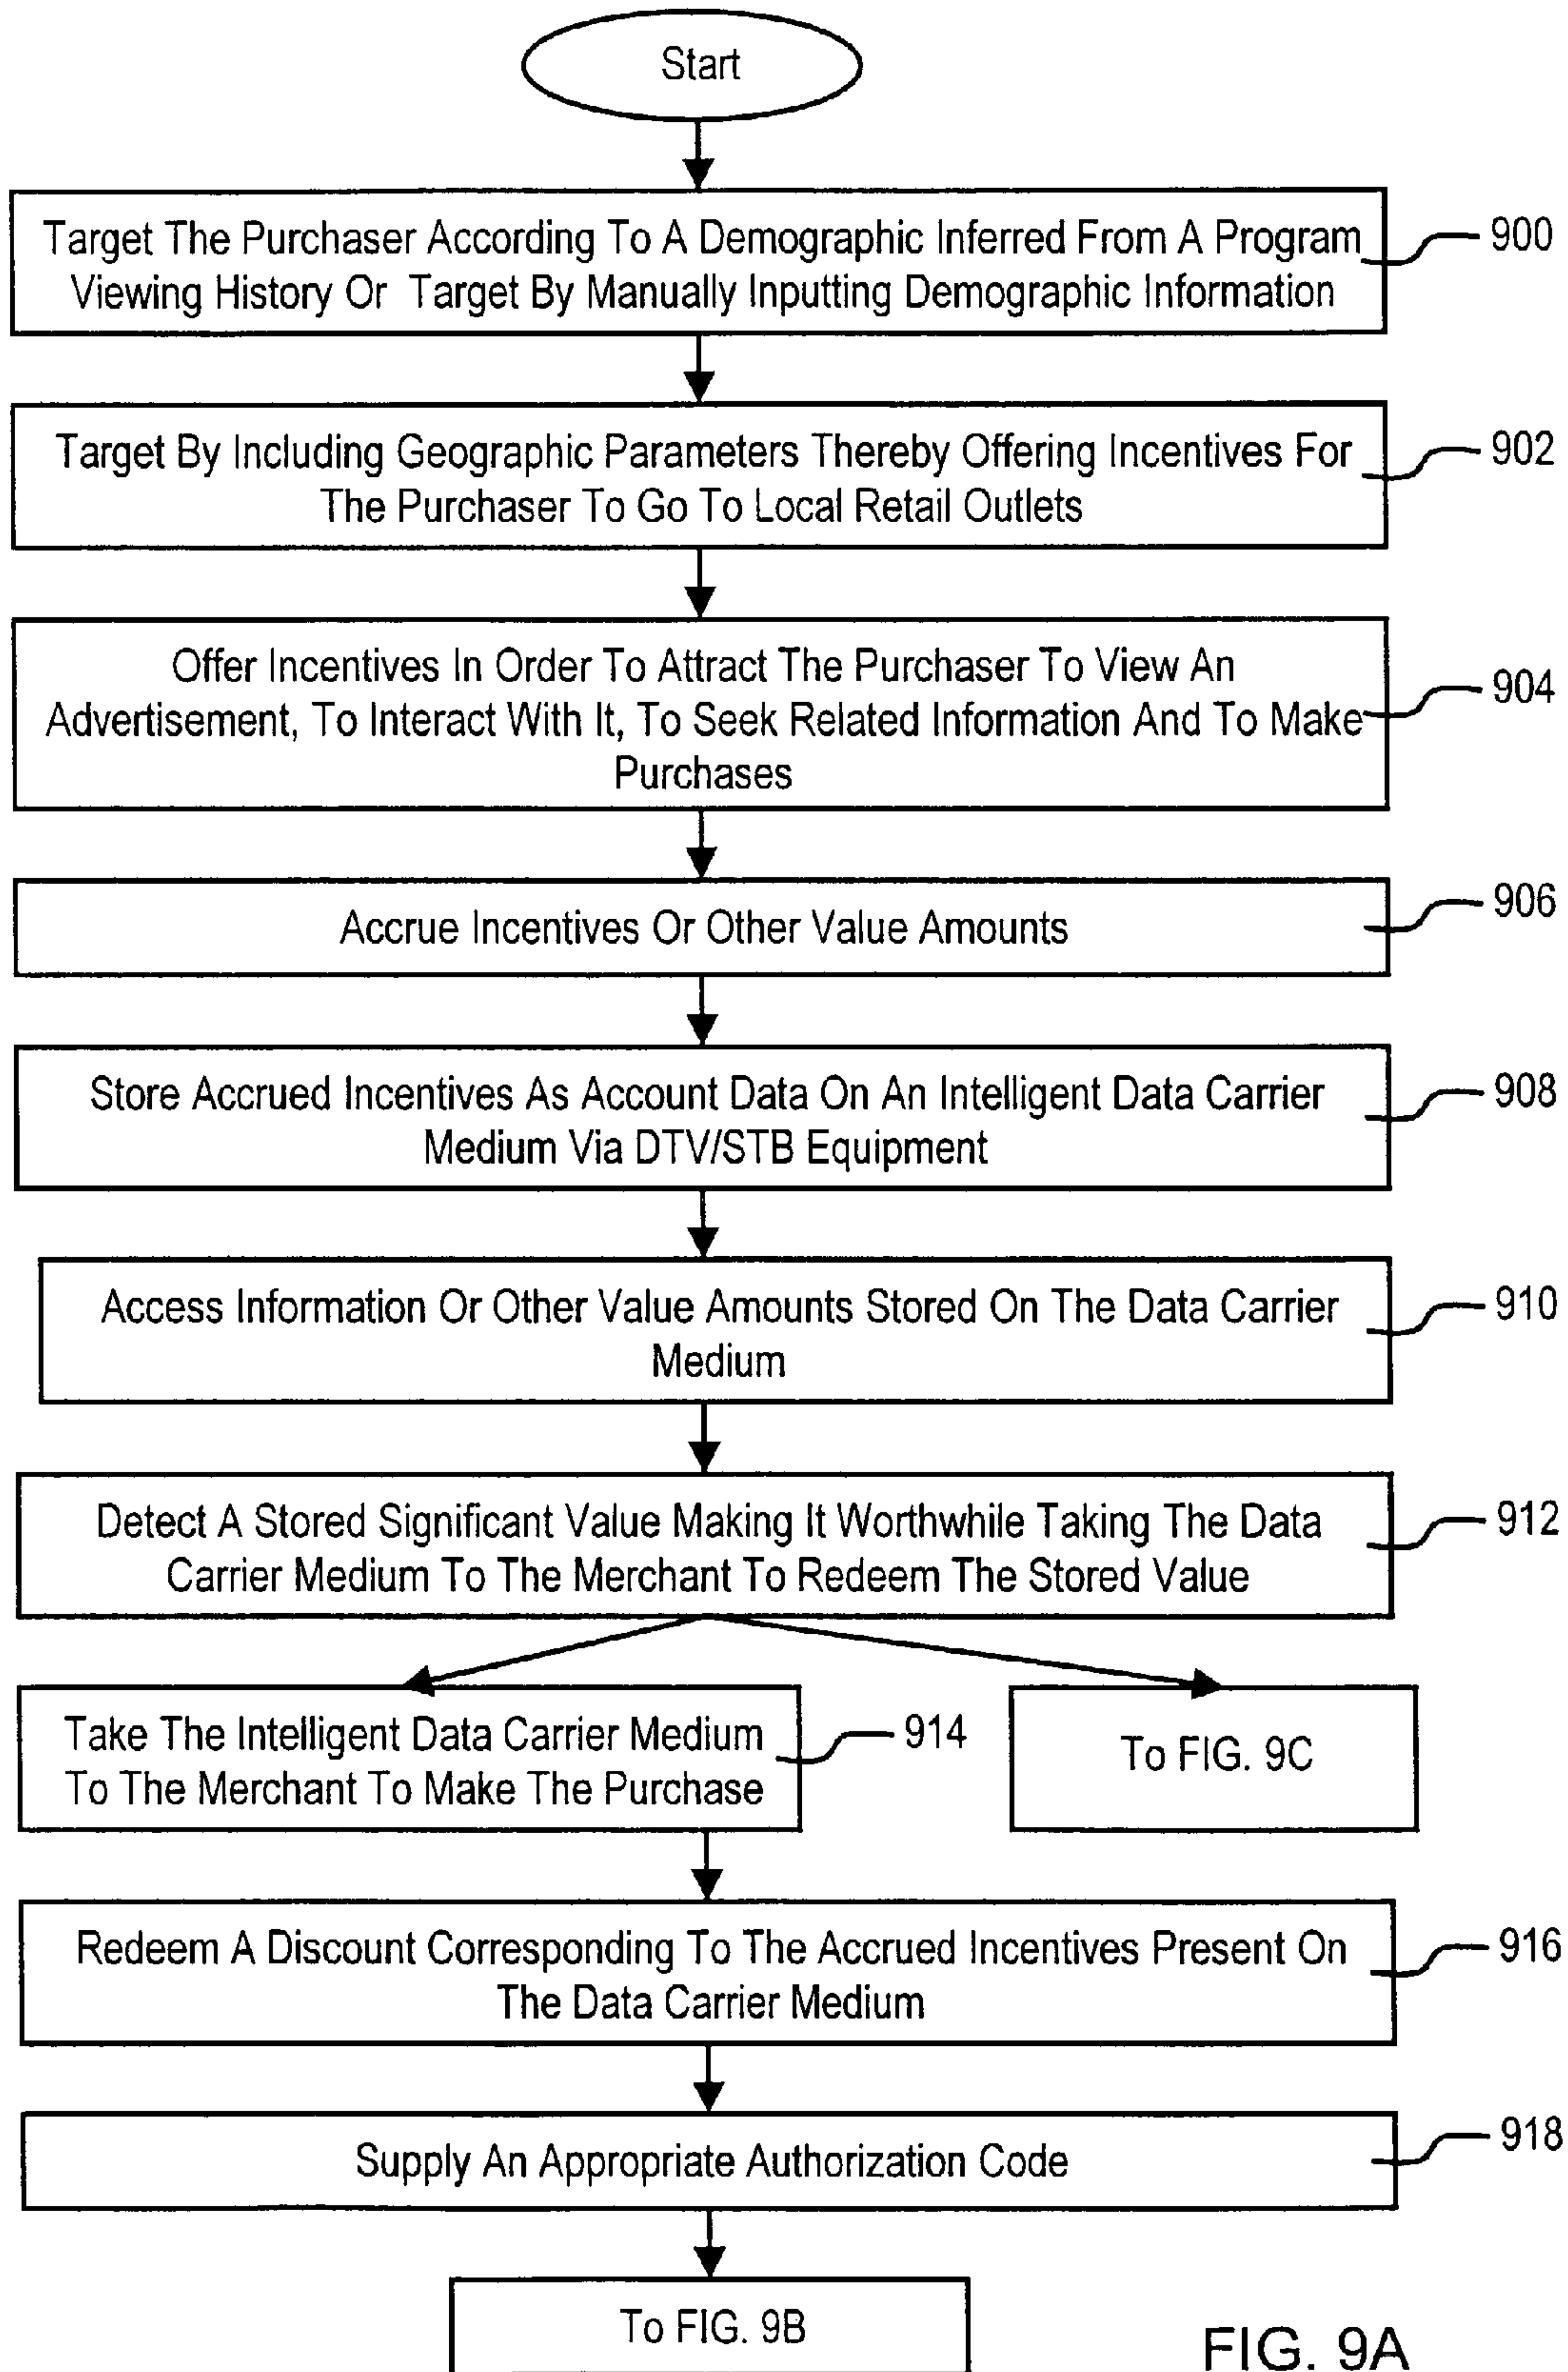 Start
Target The Purchaser According To A Demographic Inferred From A Program
Viewing History Or Target By Manually Inputting Demographic Information
900
Target By Including Geographic Parameters Thereby Offering Incentives For
The Purchaser To Go To Local Retail Outlets
902
Offer Incentives In Order To Attract The Purchaser To View An
Advertisement, To Interact With It, To Seek Related Information And To Make
Purchases
904
Accrue Incentives Or Other Value Amounts
906
Store Accrued Incentives As Account Data On An Intelligent Data Carrier
Medium Via DTV/STB Equipment
908
Access Information Or Other Value Amounts Stored On The Data Carrier
Medium
910
Detect A Stored Significant Value Making It Worthwhile Taking The Data
Carrier Medium To The Merchant To Redeem The Stored Value
912
Take The Intelligent Data Carrier Medium
To The Merchant To Make The Purchase
914
To FIG. 9C
Redeem A Discount Corresponding To The Accrued Incentives Present On
The Data Carrier Medium
916
Supply An Appropriate Authorization Code
918
To FIG. 9B
FIG. 9A